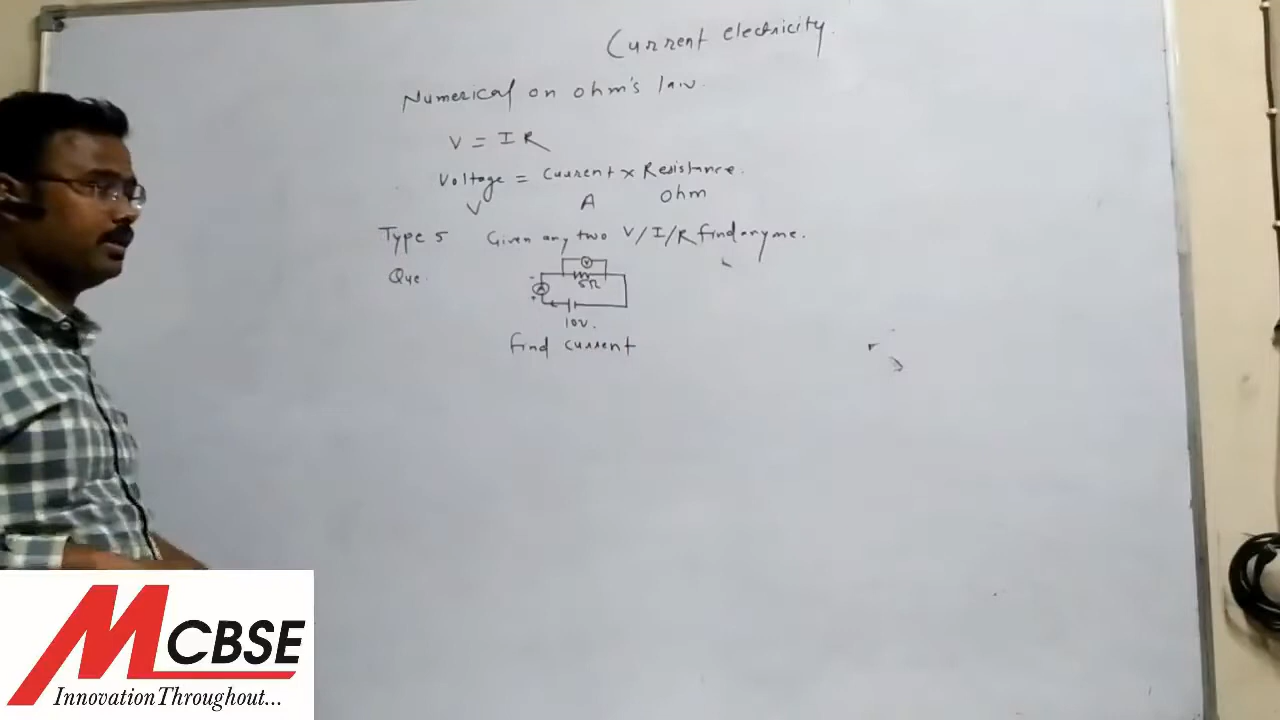 Current electricity.
Numerical on ohm's law.
V = IR
Voltage = Current × Resistance.
V A Ohm
Type 5 Given any two V/I/R find any one.
Que.
V
5Ω
A
- +
10V.
find current
MCBSE
Innovation Throughout...